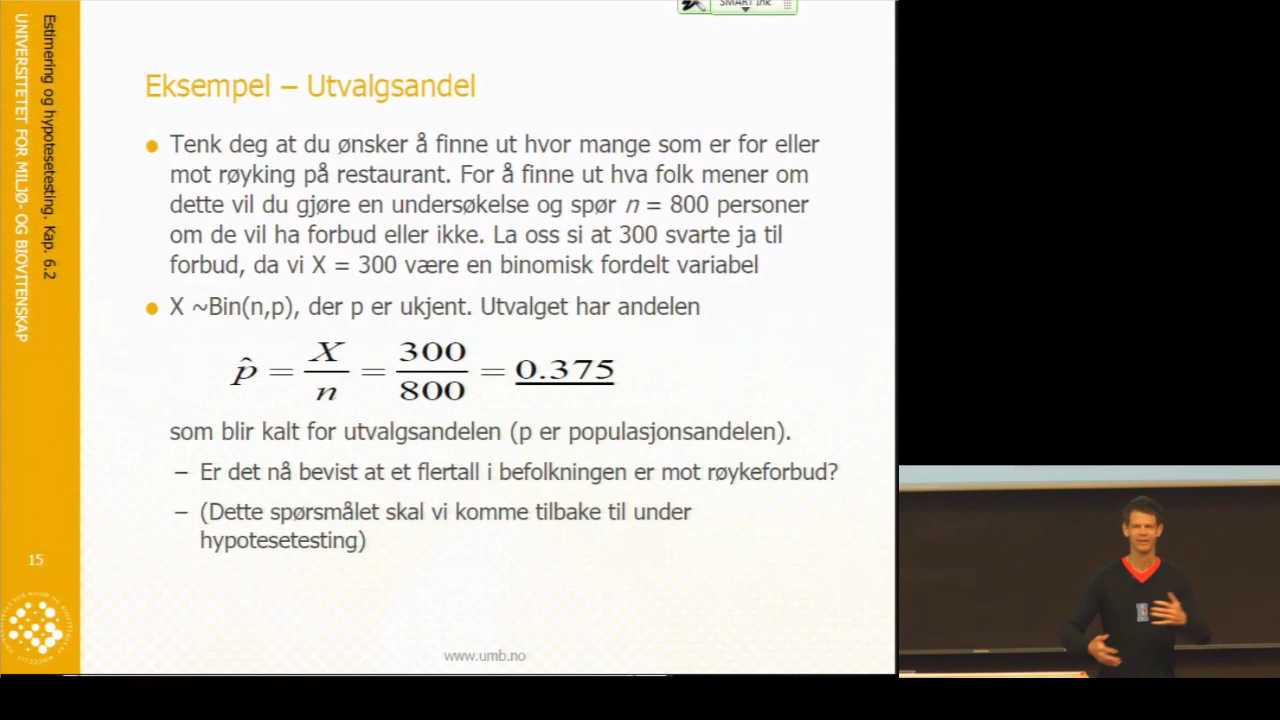 SMART Ink
Estimering og hypotesetesting. Kap. 6.2
UNIVERSITETET FOR MILJØ- OG BIOVITENSKAP
Eksempel – Utvalgsandel
Tenk deg at du ønsker å finne ut hvor mange som er for eller
mot røyking på restaurant. For å finne ut hva folk mener om
dette vil du gjøre en undersøkelse og spør n = 800 personer
om de vil ha forbud eller ikke. La oss si at 300 svarte ja til
forbud, da vi X = 300 være en binomisk fordelt variabel
X ~Bin(n,p), der p er ukjent. Utvalget har andelen
p̂ = X/n = 300/800 = 0.375
som blir kalt for utvalgsandelen (p er populasjonsandelen).
– Er det nå bevist at et flertall i befolkningen er mot røykeforbud?
– (Dette spørsmålet skal vi komme tilbake til under
hypotesetesting)
15
www.umb.no